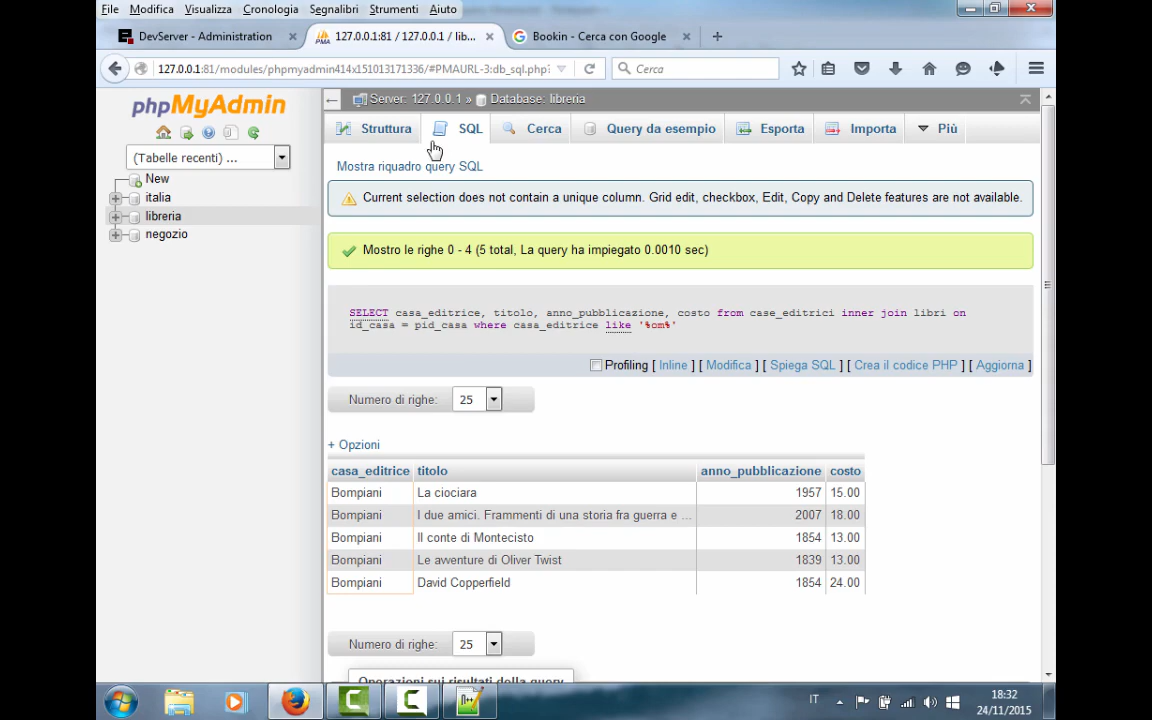 File Modifica Visualizza Cronologia Segnalibri Strumenti Aiuto
DevServer - Administration
127.0.0.1:81 / 127.0.0.1 / lib...
Bookin - Cerca con Google
127.0.0.1:81/modules/phpmyadmin414x151013171336/#PMAURL-3:db_sql.php?
Cerca
phpMyAdmin
(Tabelle recenti) ...
New
italia
libreria
negozio
Server: 127.0.0.1 » Database: libreria
Struttura SQL Cerca Query da esempio Esporta Importa Più
Mostra riquadro query SQL
Current selection does not contain a unique column. Grid edit, checkbox, Edit, Copy and Delete features are not available.
Mostro le righe 0 - 4 (5 total, La query ha impiegato 0.0010 sec)
SELECT casa_editrice, titolo, anno_pubblicazione, costo from case_editrici inner join libri on
id_casa = pid_casa where casa_editrice like '%om%'
Profiling [ Inline ] [ Modifica ] [ Spiega SQL ] [ Crea il codice PHP ] [ Aggiorna ]
Numero di righe: 25
+ Opzioni
casa_editrice titolo anno_pubblicazione costo
Bompiani La ciociara 1957 15.00
Bompiani I due amici. Frammenti di una storia fra guerra e ... 2007 18.00
Bompiani Il conte di Montecisto 1854 13.00
Bompiani Le avventure di Oliver Twist 1839 13.00
Bompiani David Copperfield 1854 24.00
Numero di righe: 25
Operazioni sui risultati della query
IT
18:32
24/11/2015